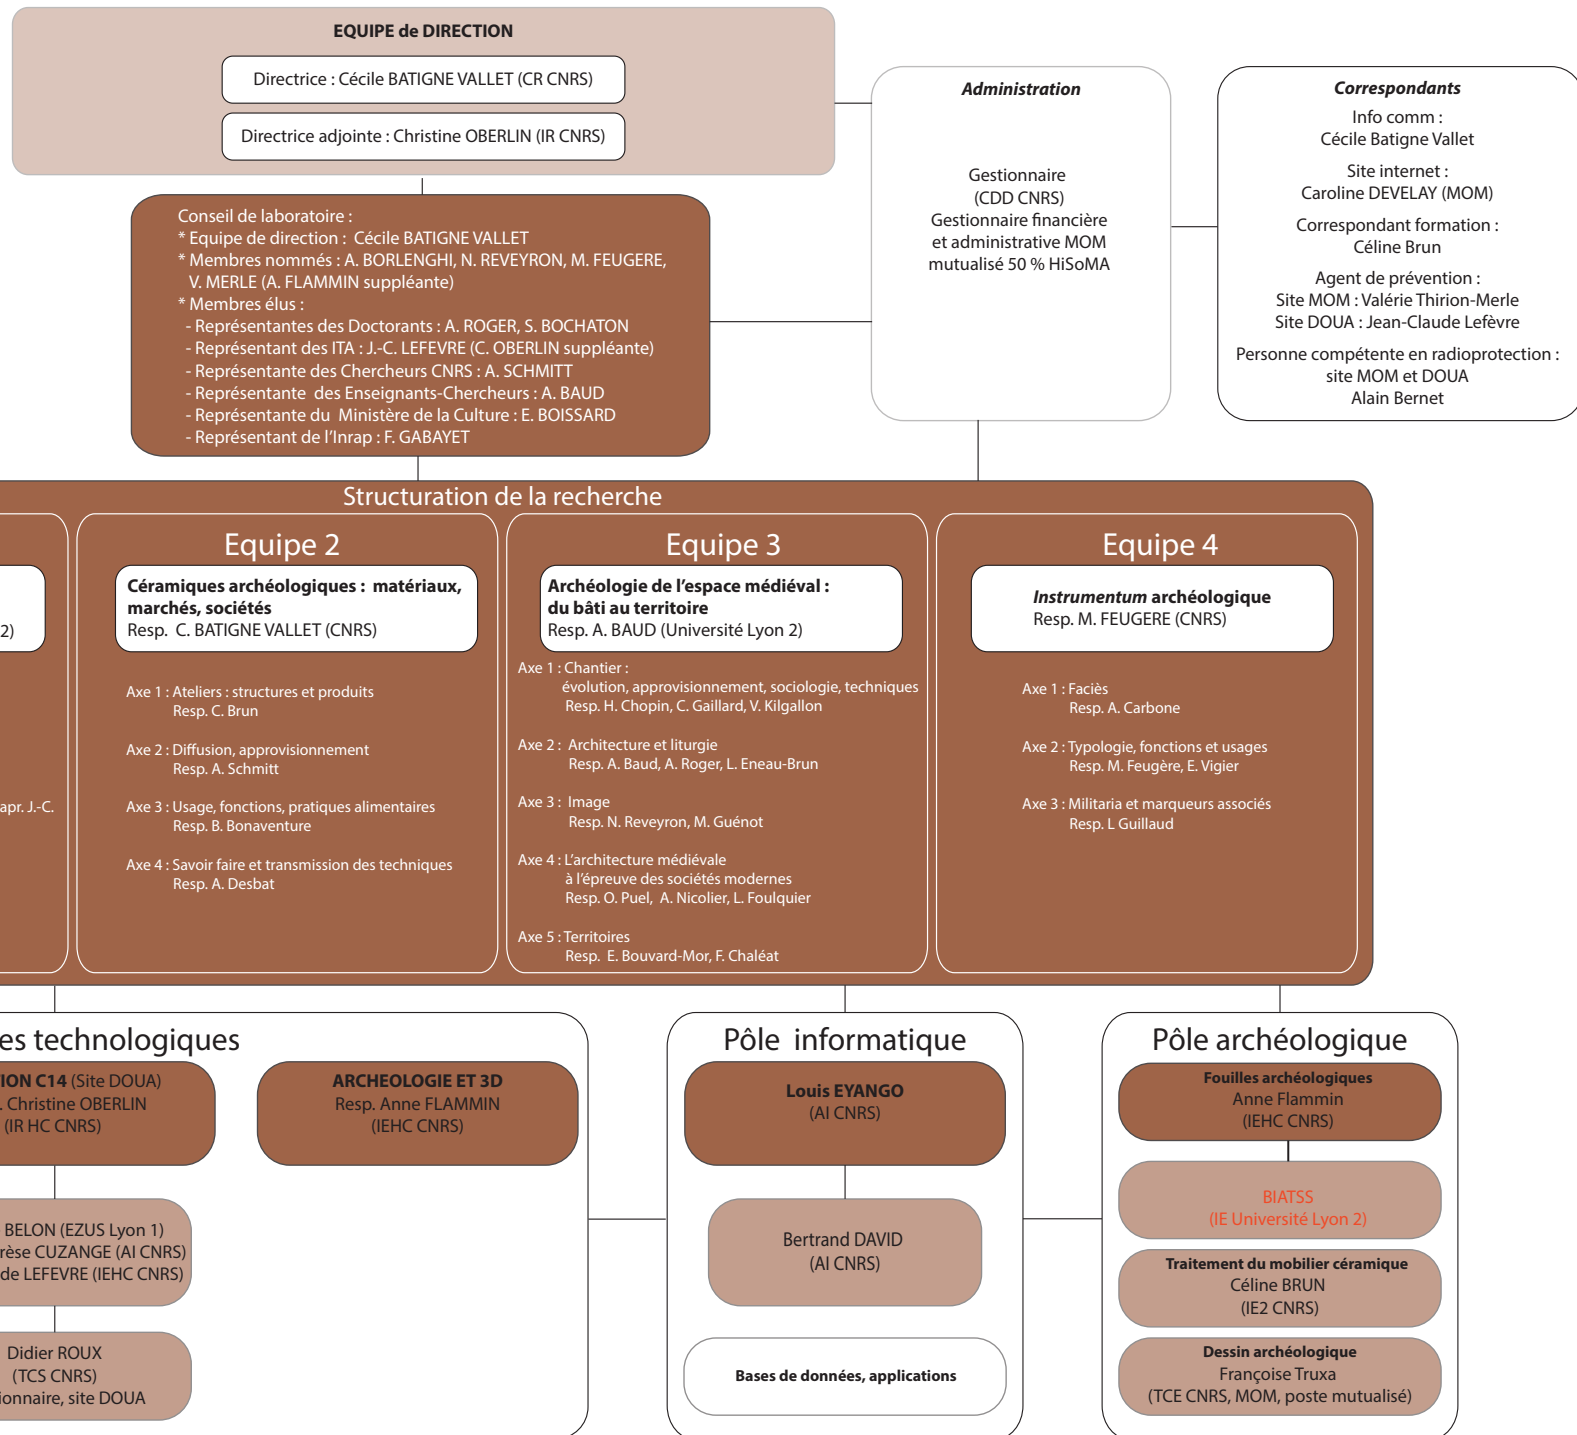 EQUIPE de DIRECTION
Directrice : Cécile BATIGNE VALLET (CR CNRS)
Directrice adjointe : Christine OBERLIN (IR CNRS)
Administration
Gestionnaire
(CDD CNRS)
Gestionnaire financière
et administrative MOM
mutualisé 50 % HiSoMA
Correspondants
Info comm :
Cécile Batigne Vallet
Site internet :
Caroline DEVELAY (MOM)
Correspondant formation :
Céline Brun
Agent de prévention :
Site MOM : Valérie Thirion-Merle
Site DOUA : Jean-Claude Lefèvre
Personne compétente en radioprotection :
site MOM et DOUA
Alain Bernet
Conseil de laboratoire :
* Equipe de direction : Cécile BATIGNE VALLET
* Membres nommés : A. BORLENGHI, N. REVEYRON, M. FEUGERE,
V. MERLE (A. FLAMMIN suppléante)
* Membres élus :
- Représentantes des Doctorants : A. ROGER, S. BOCHATON
- Représentant des ITA : J.-C. LEFEVRE (C. OBERLIN suppléante)
- Représentante des Chercheurs CNRS : A. SCHMITT
- Représentante des Enseignants-Chercheurs : A. BAUD
- Représentante du Ministère de la Culture : E. BOISSARD
- Représentant de l'Inrap : F. GABAYET
Structuration de la recherche
2)
apr. J.-C.
Equipe 2
Céramiques archéologiques : matériaux,
marchés, sociétés
Resp. C. BATIGNE VALLET (CNRS)
Axe 1 : Ateliers : structures et produits
Resp. C. Brun
Axe 2 : Diffusion, approvisionnement
Resp. A. Schmitt
Axe 3 : Usage, fonctions, pratiques alimentaires
Resp. B. Bonaventure
Axe 4 : Savoir faire et transmission des techniques
Resp. A. Desbat
Equipe 3
Archéologie de l'espace médiéval :
du bâti au territoire
Resp. A. BAUD (Université Lyon 2)
Axe 1 : Chantier :
évolution, approvisionnement, sociologie, techniques
Resp. H. Chopin, C. Gaillard, V. Kilgallon
Axe 2 : Architecture et liturgie
Resp. A. Baud, A. Roger, L. Eneau-Brun
Axe 3 : Image
Resp. N. Reveyron, M. Guénot
Axe 4 : L'architecture médiévale
à l'épreuve des sociétés modernes
Resp. O. Puel, A. Nicolier, L. Foulquier
Axe 5 : Territoires
Resp. E. Bouvard-Mor, F. Chaléat
Equipe 4
Instrumentum archéologique
Resp. M. FEUGERE (CNRS)
Axe 1 : Faciès
Resp. A. Carbone
Axe 2 : Typologie, fonctions et usages
Resp. M. Feugère, E. Vigier
Axe 3 : Militaria et marqueurs associés
Resp. L Guillaud
es technologiques
ION C14 (Site DOUA)
. Christine OBERLIN
(IR HC CNRS)
BELON (EZUS Lyon 1)
rèse CUZANGE (AI CNRS)
de LEFEVRE (IEHC CNRS)
Didier ROUX
(TCS CNRS)
ionnaire, site DOUA
ARCHEOLOGIE ET 3D
Resp. Anne FLAMMIN
(IEHC CNRS)
Pôle informatique
Louis EYANGO
(AI CNRS)
Bertrand DAVID
(AI CNRS)
Bases de données, applications
Pôle archéologique
Fouilles archéologiques
Anne Flammin
(IEHC CNRS)
BIATSS
(IE Université Lyon 2)
Traitement du mobilier céramique
Céline BRUN
(IE2 CNRS)
Dessin archéologique
Françoise Truxa
(TCE CNRS, MOM, poste mutualisé)